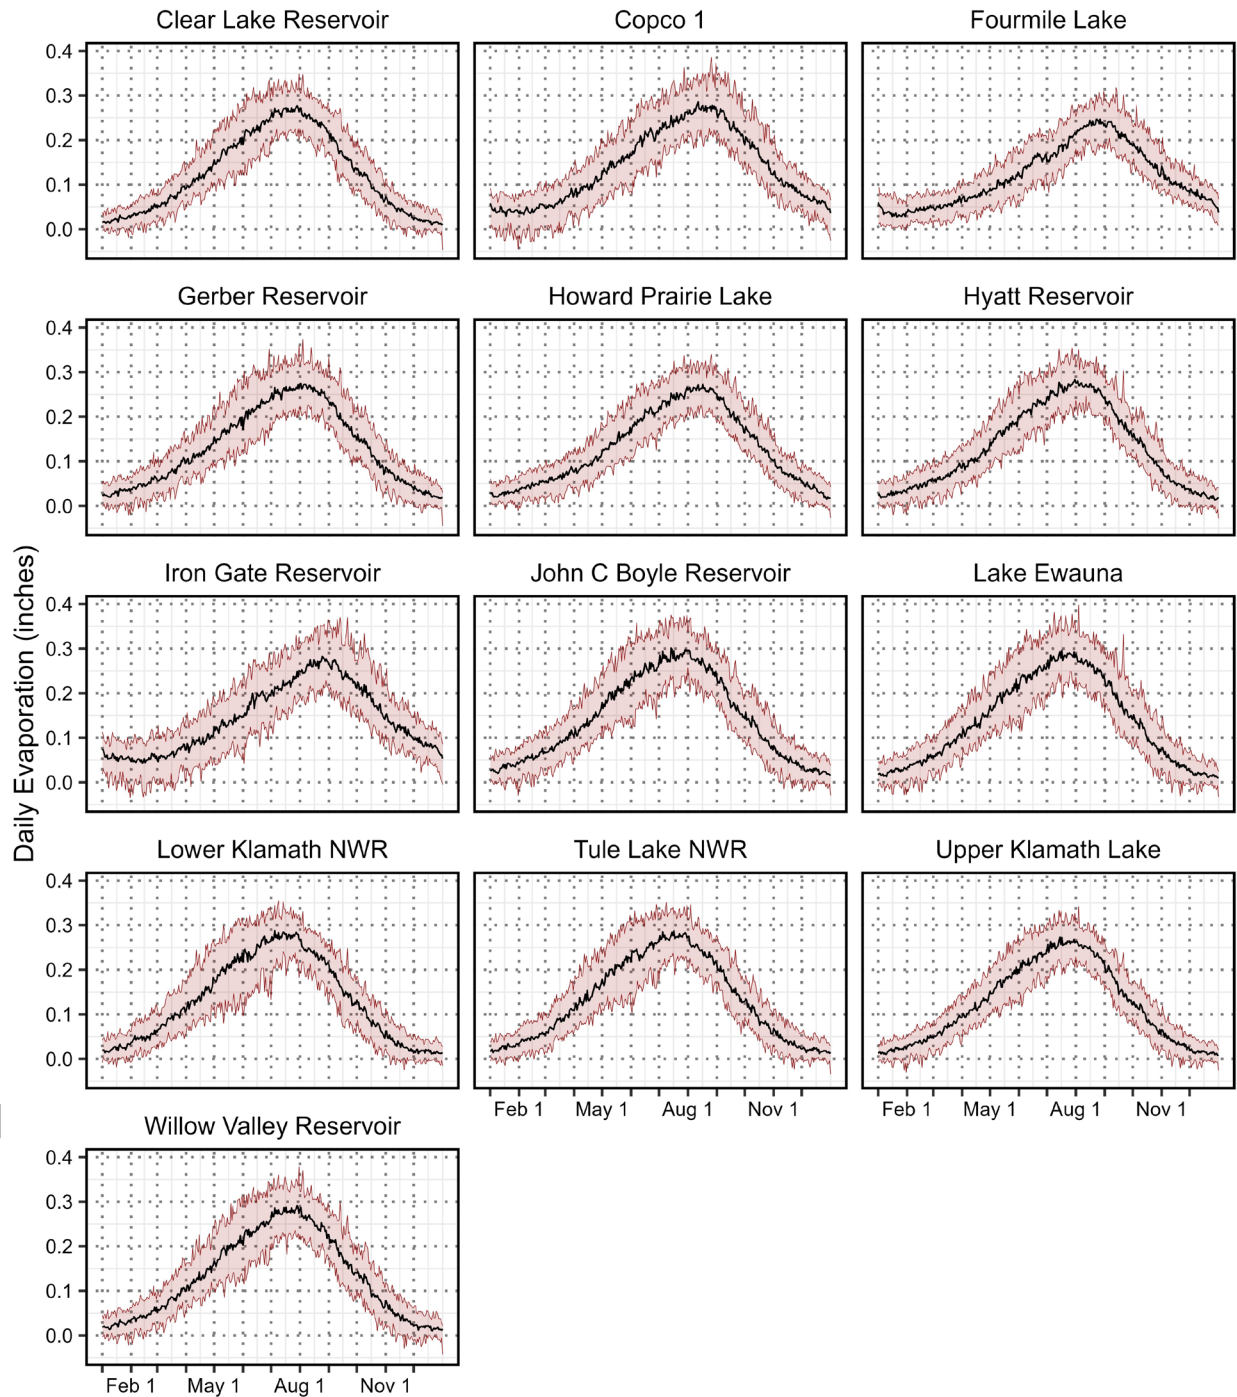 Clear Lake Reservoir
Copco 1
Fourmile Lake
0.4
0.3
0.2
0.1
0.0
Gerber Reservoir
Howard Prairie Lake
Hyatt Reservoir
0.4
0.3
0.2
0.1
0.0
Daily Evaporation (inches)
Iron Gate Reservoir
John C Boyle Reservoir
Lake Ewauna
0.4
0.3
0.2
0.1
0.0
Lower Klamath NWR
Tule Lake NWR
Upper Klamath Lake
0.4
0.3
0.2
0.1
0.0
Feb 1 May 1 Aug 1 Nov 1
Feb 1 May 1 Aug 1 Nov 1
Willow Valley Reservoir
0.4
0.3
0.2
0.1
0.0
Feb 1 May 1 Aug 1 Nov 1